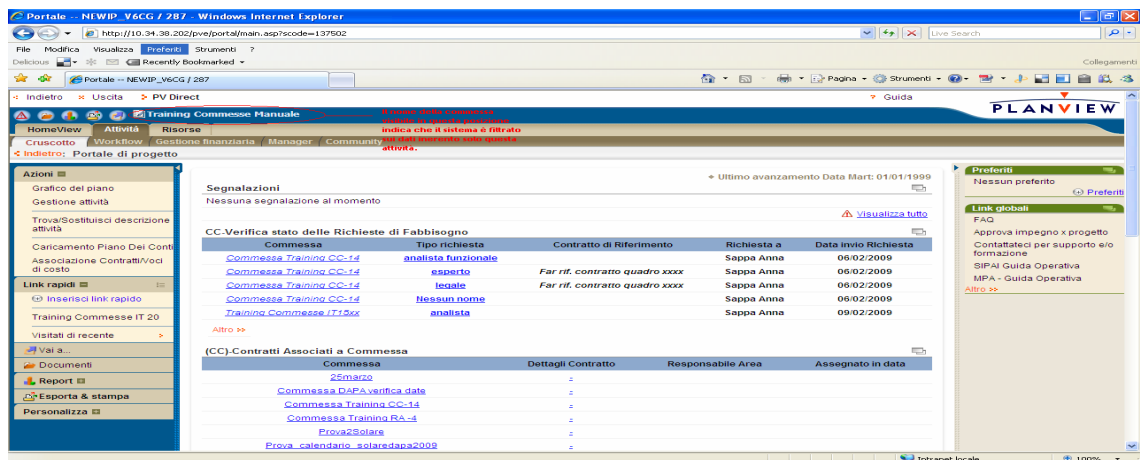 Portale -- NEWIP_V6CG / 287 - Windows Internet Explorer
http://10.34.38.202/pve/portal/main.asp?scode=137502
Live Search
File Modifica Visualizza Preferiti Strumenti ?
Delicious Recently Bookmarked
Collegamenti
Portale -- NEWIP_V6CG / 287
Pagina Strumenti
Indietro Uscita PV Direct
Guida
PLANVIEW
Training Commesse Manuale
HomeView Attività Risorse
indica che il sistema è filtrato
Cruscotto Workflow Gestione finanziaria Manager Community
attività.
Indietro: Portale di progetto
Azioni
Grafico del piano
Gestione attività
Trova/Sostituisci descrizione
attività
Caricamento Piano Dei Conti
Associazione Contratti/Voci
di costo
Link rapidi
Inserisci link rapido
Training Commesse IT 20
Visitati di recente
Vai a...
Documenti
Report
Esporta & stampa
Personalizza
+ Ultimo avanzamento Data Mart: 01/01/1999
Segnalazioni
Nessuna segnalazione al momento
Visualizza tutto
CC-Verifica stato delle Richieste di Fabbisogno
Commessa Tipo richiesta Contratto di Riferimento Richiesta a Data invio Richiesta
Commessa Training CC-14 analista funzionale Sappa Anna 06/02/2009
Commessa Training CC-14 esperto Far rif. contratto quadro xxxx Sappa Anna 06/02/2009
Commessa Training CC-14 legale Far rif. contratto quadro xxxx Sappa Anna 06/02/2009
Commessa Training CC-14 Nessun nome Sappa Anna 06/02/2009
Training Commesse IT15xx analista Sappa Anna 09/02/2009
Altro >>
(CC)-Contratti Associati a Commessa
Commessa Dettagli Contratto Responsabile Area Assegnato in data
25marzo -
Commessa DAPA verifica date -
Commessa Training CC-14 -
Commessa Training RA -4 -
Prova2Solare -
Prova_calendario_solaredapa2009 -
Preferiti
Nessun preferito
Preferiti
Link globali
FAQ
Approva impegno x progetto
Contattateci per supporto e/o
formazione
SIPAI Guida Operativa
MPA - Guida Operativa
Altro >>
Intranet locale 100%